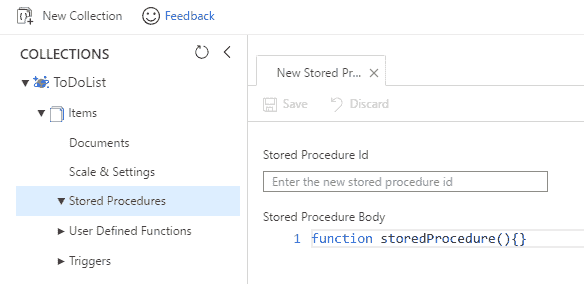 New Collection
Feedback
COLLECTIONS
ToDoList
Items
Documents
Scale & Settings
Stored Procedures
User Defined Functions
Triggers
New Stored Pr...
Save
Discard
Stored Procedure Id
Enter the new stored procedure id
Stored Procedure Body
1 function storedProcedure(){}